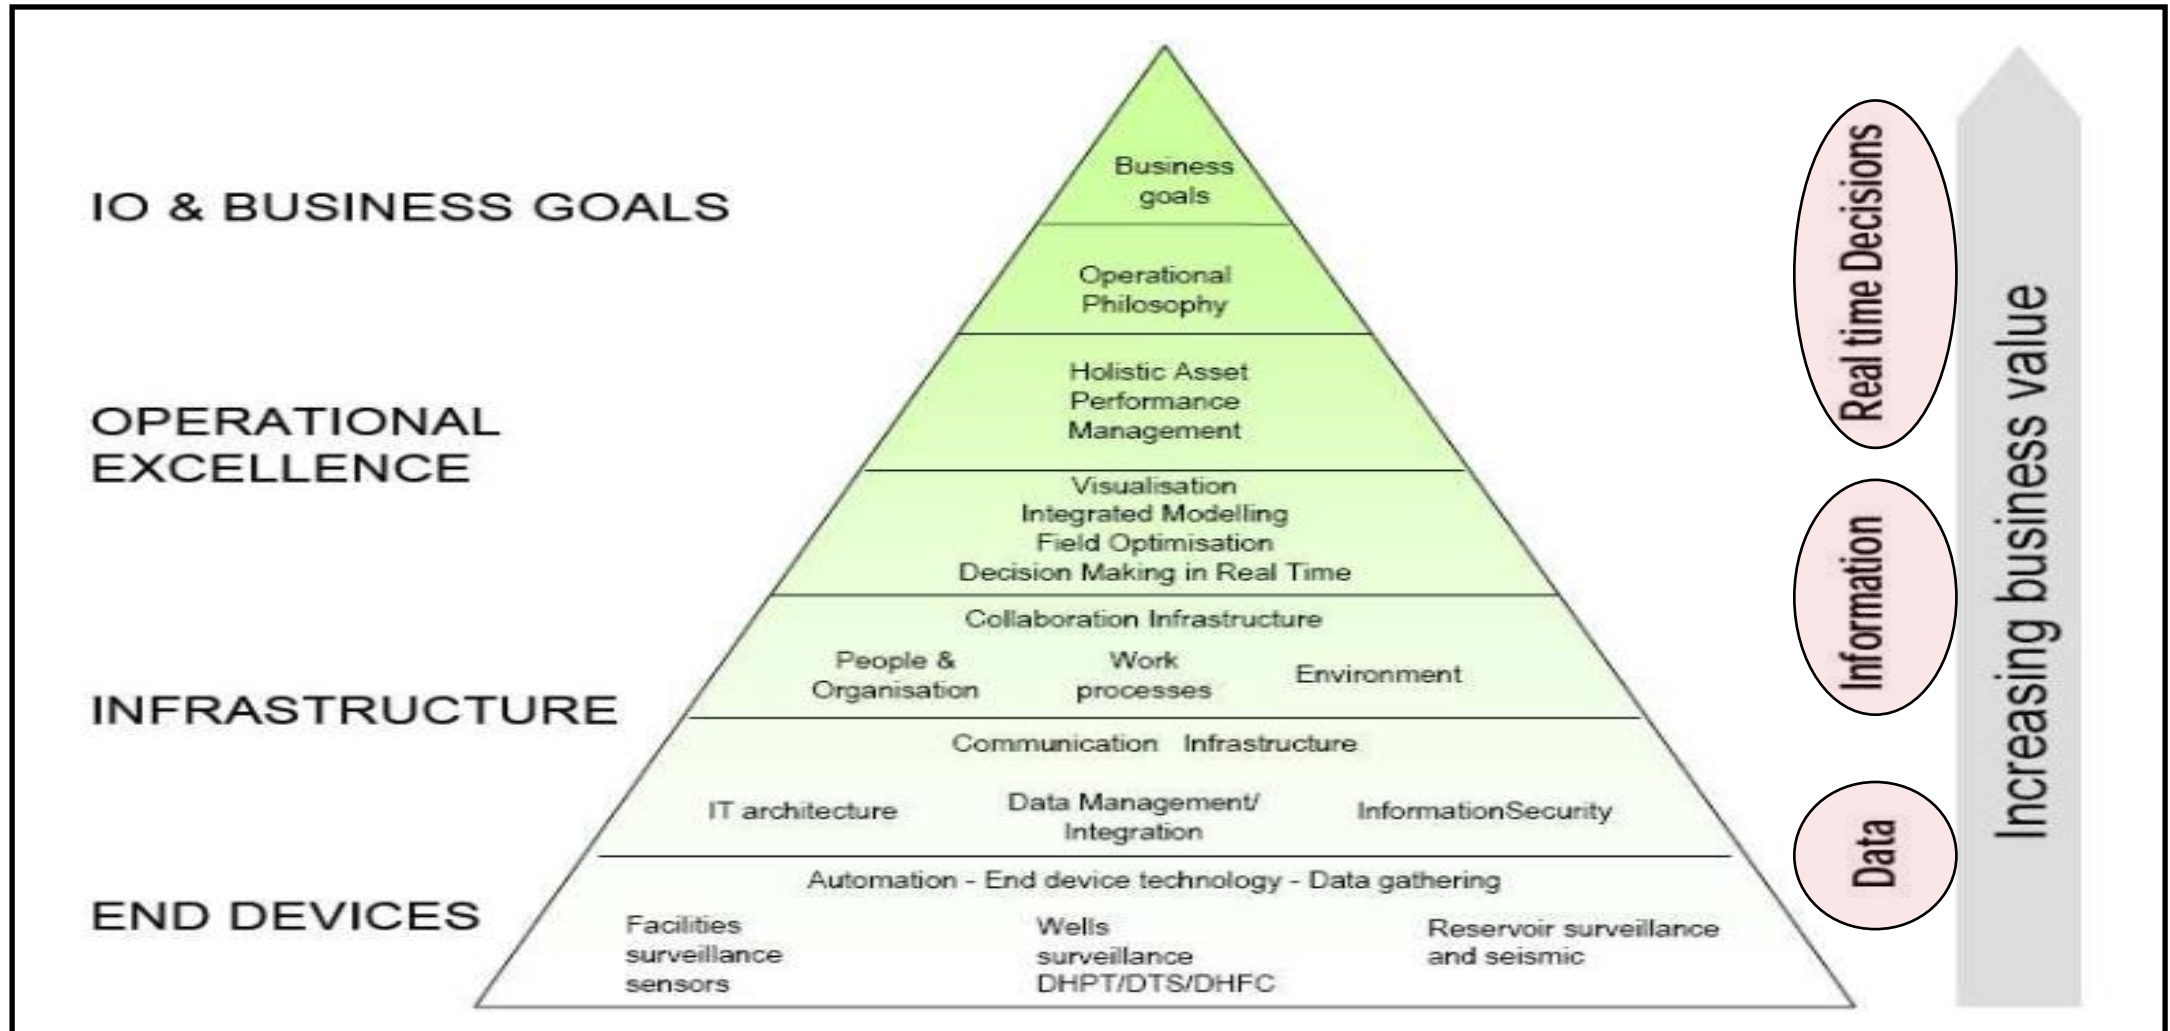 IO & BUSINESS GOALS
OPERATIONAL
EXCELLENCE
INFRASTRUCTURE
END DEVICES
Business
goals
Operational
Philosophy
Holistic Asset
Performance
Management
Visualisation
Integrated Modelling
Field Optimisation
Decision Making in Real Time
Collaboration Infrastructure
People &
Organisation
Work
processes
Environment
Communication Infrastructure
IT architecture
Data Management/
Integration
InformationSecurity
Automation - End device technology - Data gathering
Facilities
surveillance
sensors
Wells
surveillance
DHPT/DTS/DHFC
Reservoir surveillance
and seismic
Real time Decisions
Information
Data
Increasing business value